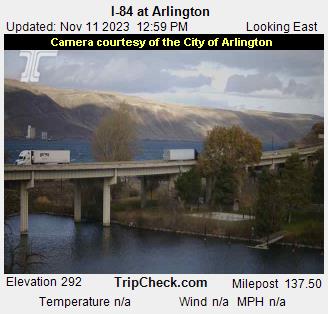 I-84 at Arlington
Updated: Nov 11 2023 12:59 PM Looking East
Camera courtesy of the City of Arlington
Elevation 292 TripCheck.com Milepost 137.50
Temperature n/a Wind n/a MPH n/a